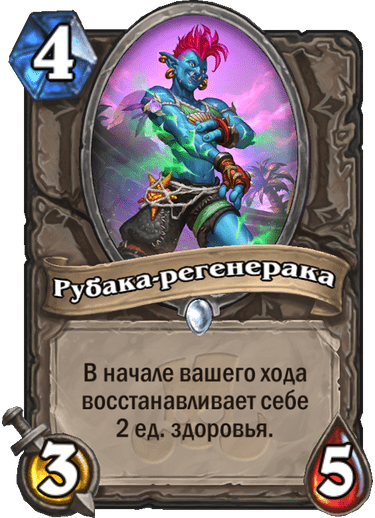 4
Рубака-регенерака
В начале вашего хода
восстанавливает себе
2 ед. здоровья.
3
5